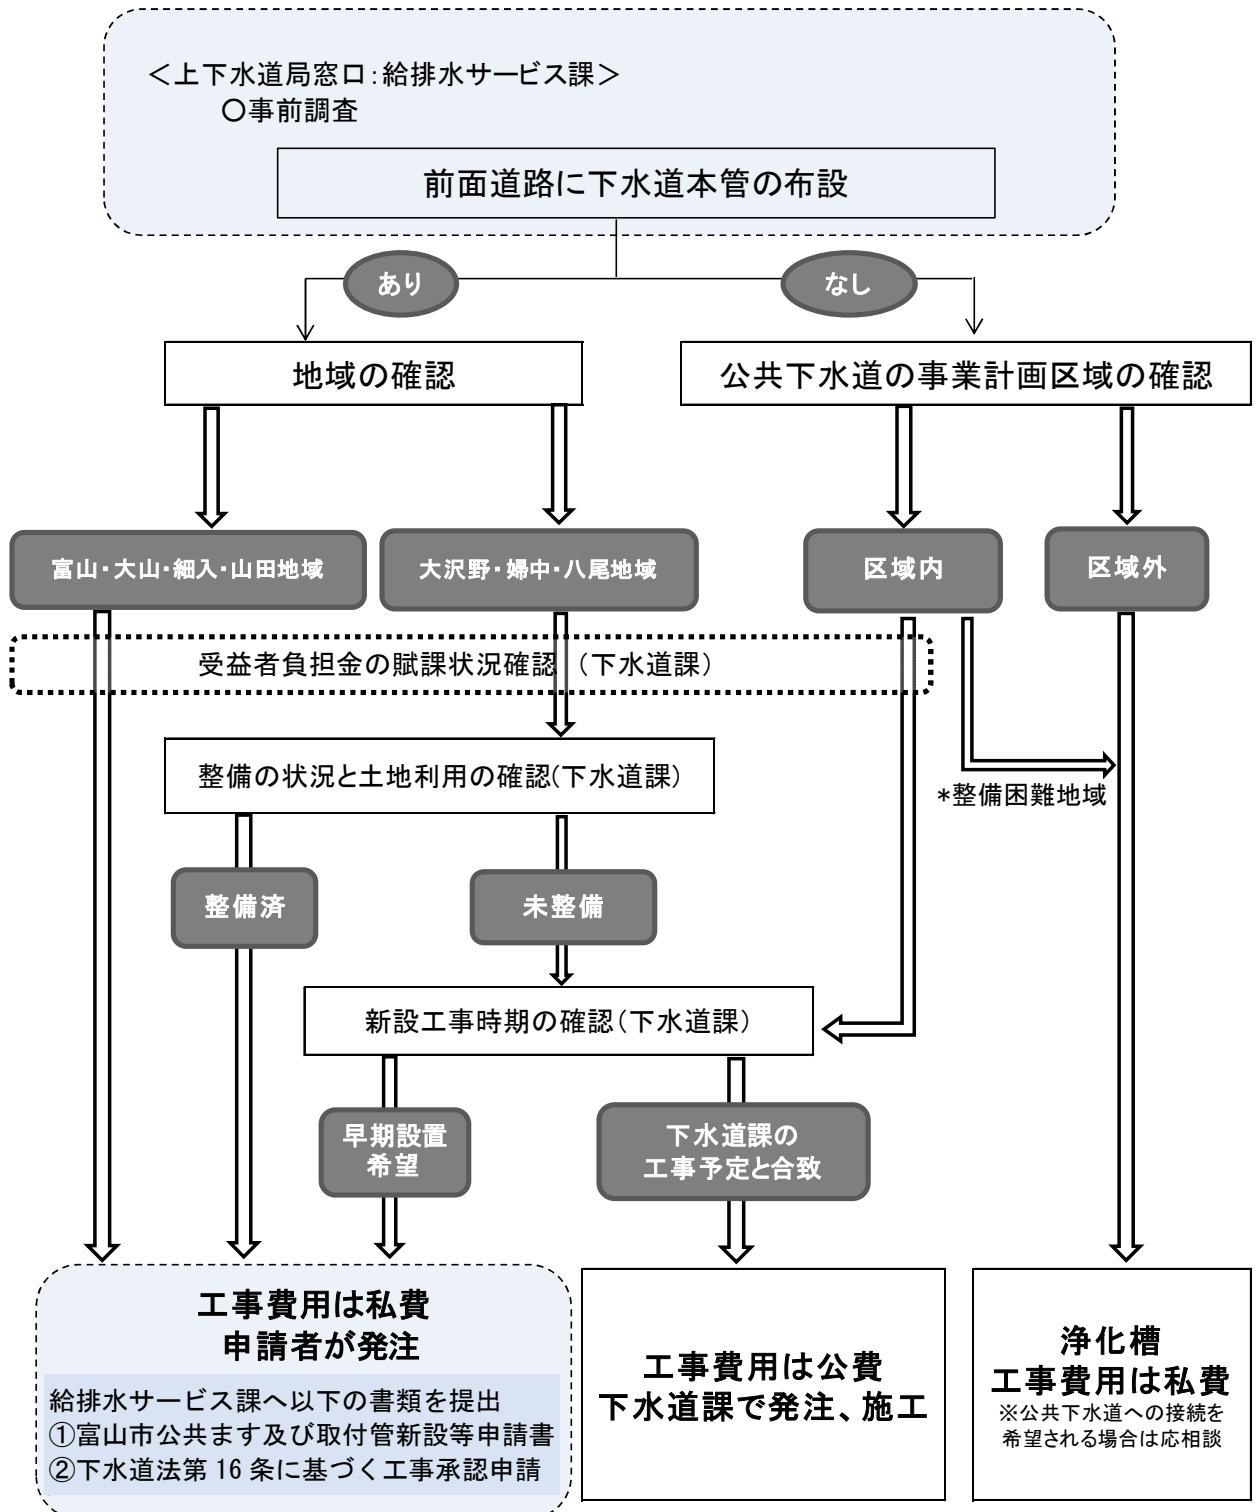 ＜上下水道局窓口：給排水サービス課＞
〇事前調査
前面道路に下水道本管の布設
あり
なし
地域の確認
公共下水道の事業計画区域の確認
富山・大山・細入・山田地域
大沢野・婦中・八尾地域
区域内
区域外
受益者負担金の賦課状況確認（下水道課）
整備の状況と土地利用の確認(下水道課)
*整備困難地域
整備済
未整備
新設工事時期の確認(下水道課)
早期設置
希望
下水道課の
工事予定と合致
工事費用は私費
申請者が発注
給排水サービス課へ以下の書類を提出
①富山市公共ます及び取付管新設等申請書
②下水道法第16条に基づく工事承認申請
工事費用は公費
下水道課で発注、施工
浄化槽
工事費用は私費
※公共下水道への接続を
希望される場合は応相談